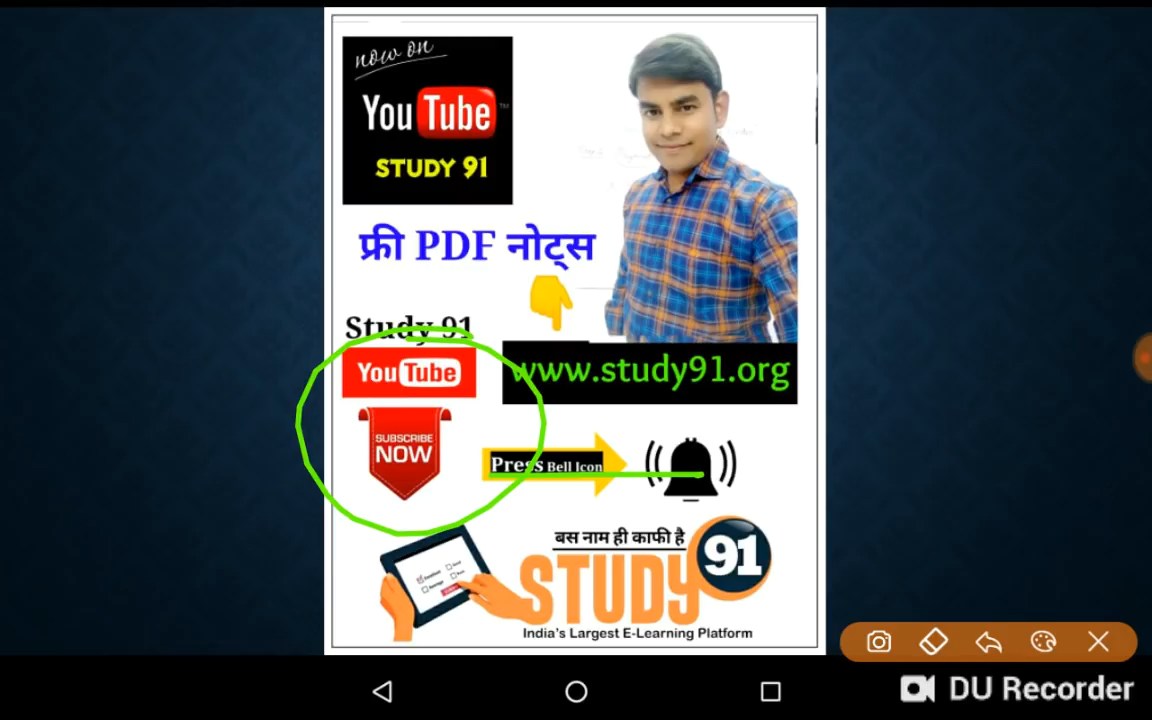 now on
YouTube
STUDY 91
फ्री PDF नोट्स
Study 91
YouTube
www.study91.org
SUBSCRIBE
NOW
Press Bell Icon
बस नाम ही काफी है
STUDY 91
India's Largest E-Learning Platform
DU Recorder